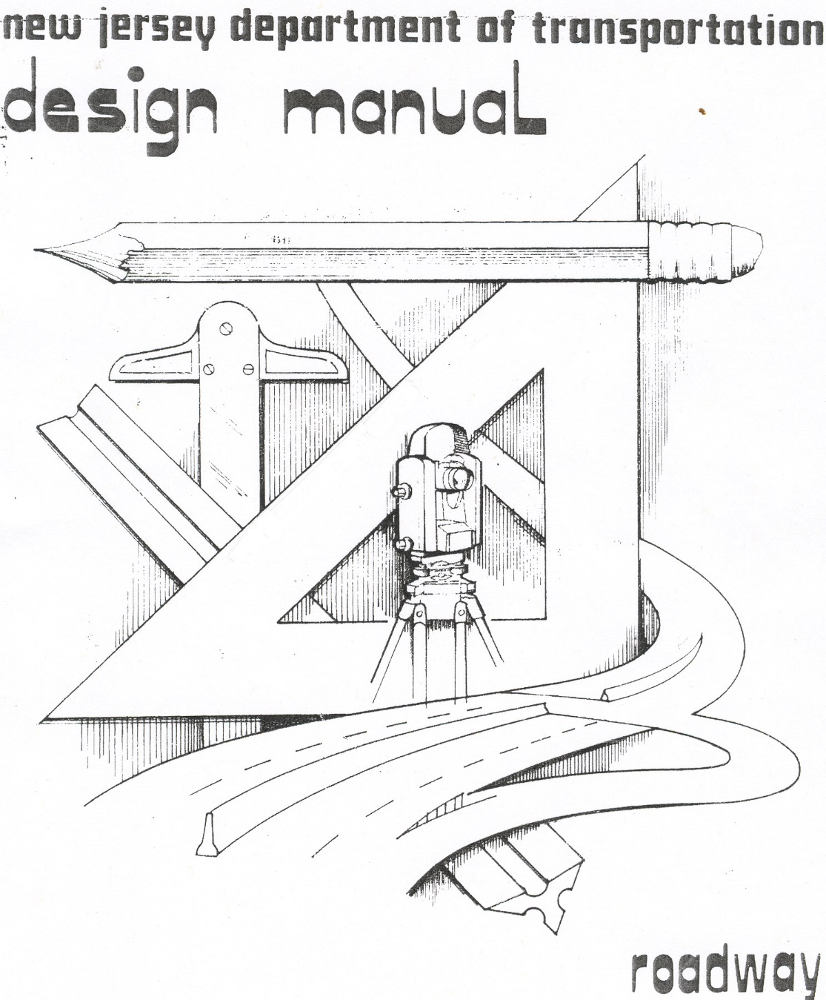 new jersey department of transportation
design manual
roadway